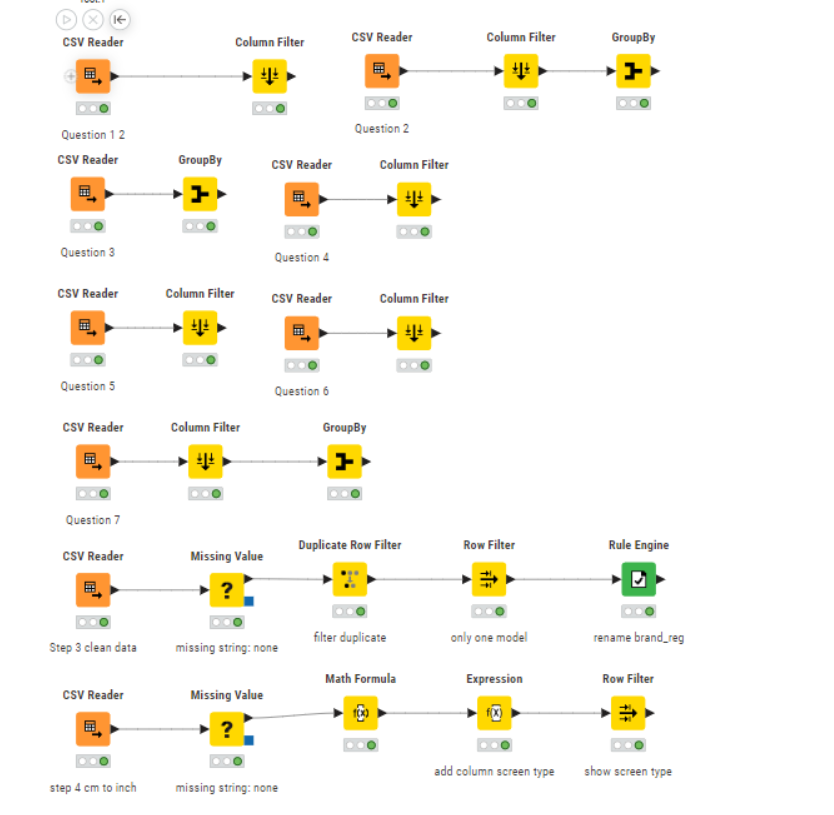 CSV Reader
Column Filter
Question 1 2
CSV Reader
Column Filter
GroupBy
Question 2
CSV Reader
GroupBy
Question 3
CSV Reader
Column Filter
Question 4
CSV Reader
Column Filter
Question 5
CSV Reader
Column Filter
Question 6
CSV Reader
Column Filter
GroupBy
Question 7
CSV Reader
Missing Value
Duplicate Row Filter
Row Filter
Rule Engine
?
Step 3 clean data
missing string: none
filter duplicate
only one model
rename brand_reg
CSV Reader
Missing Value
Math Formula
Expression
Row Filter
?
f(x)
f(x)
step 4 cm to inch
missing string: none
add column screen type
show screen type